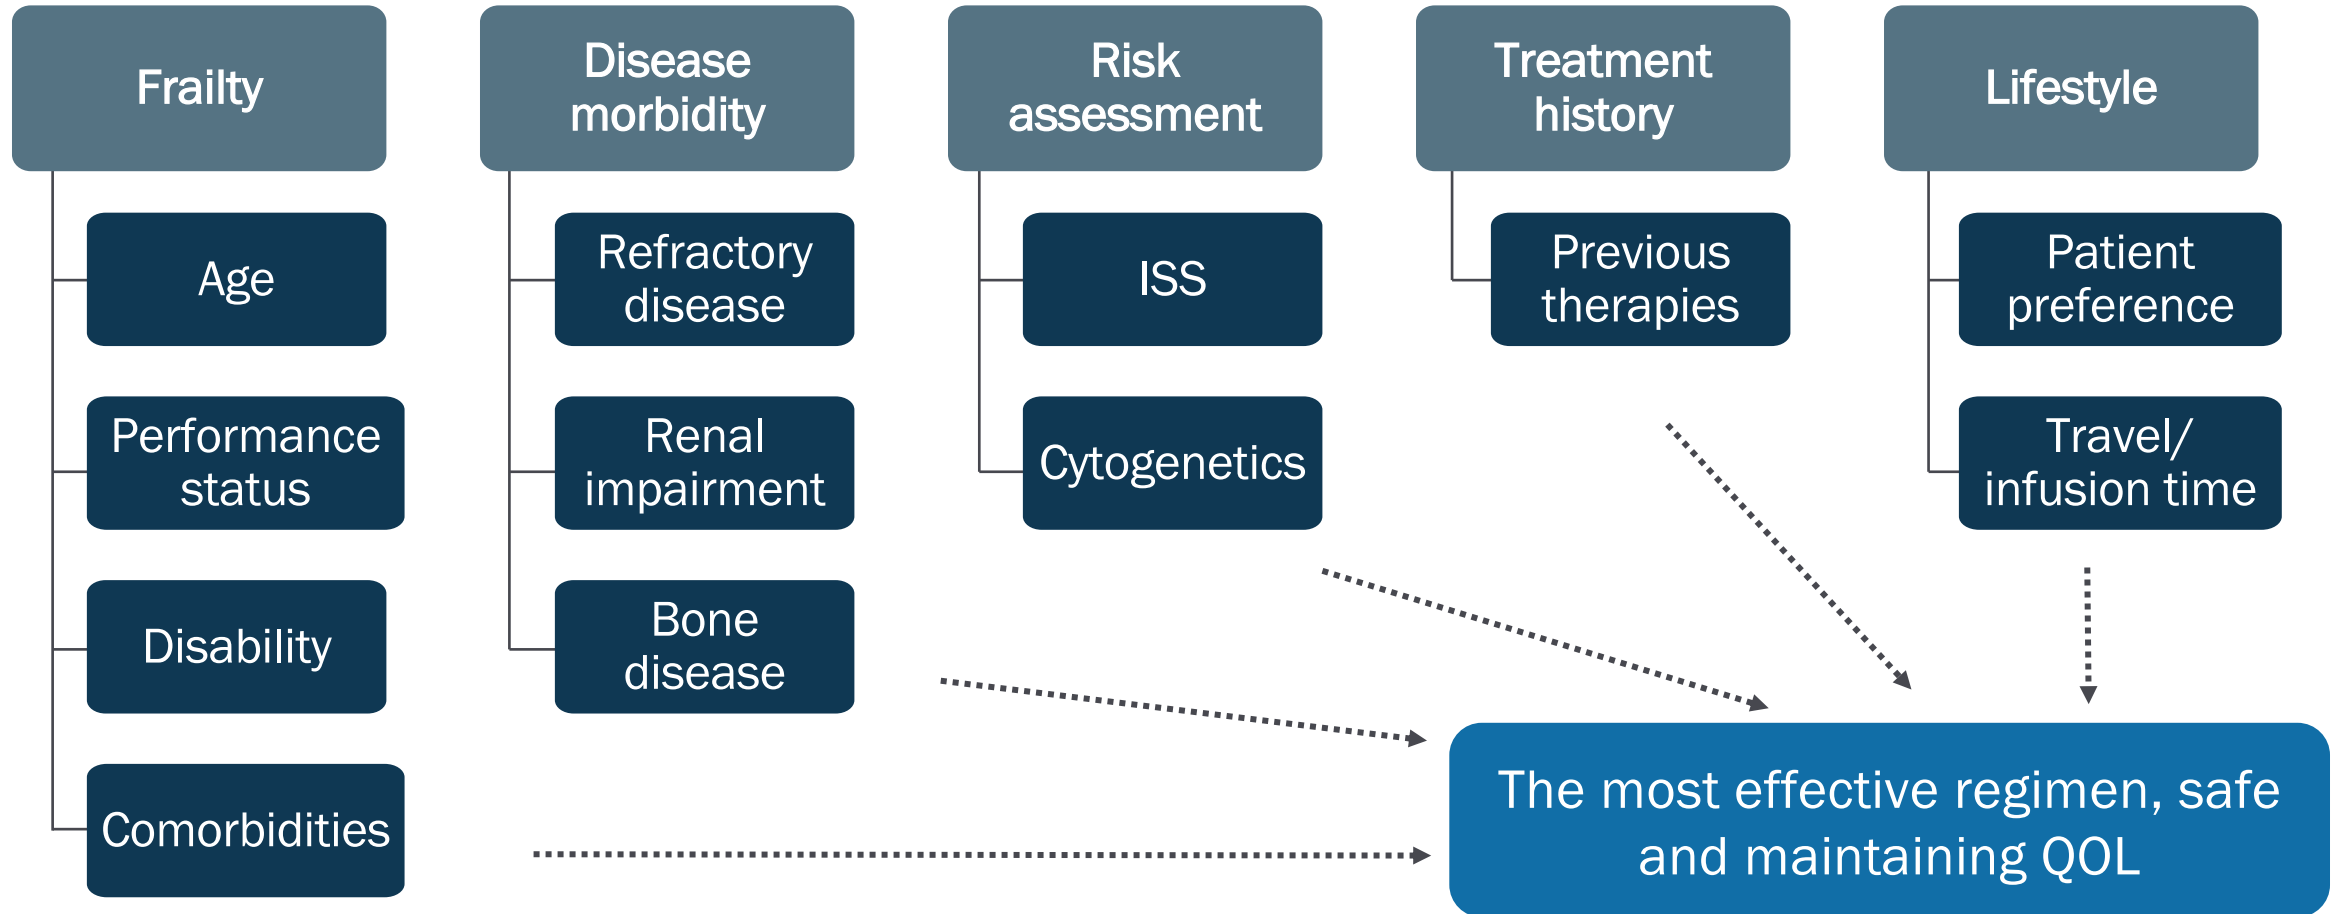 Frailty
Age
Performance
status
Disability
Comorbidities
Disease
morbidity
Refractory
disease
Renal
impairment
Bone
disease
Risk
assessment
ISS
Cytogenetics
Treatment
history
Previous
therapies
Lifestyle
Patient
preference
Travel/
infusion time
The most effective regimen, safe
and maintaining QOL